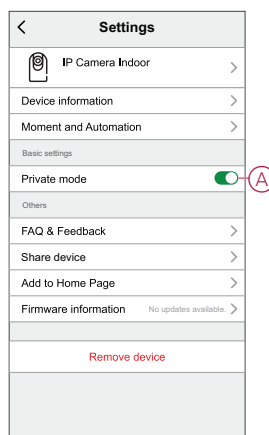 Settings
IP Camera Indoor
Device information
Moment and Automation
Basic settings
Private mode
A
Others
FAQ & Feedback
Share device
Add to Home Page
Firmware information No updates available.
Remove device